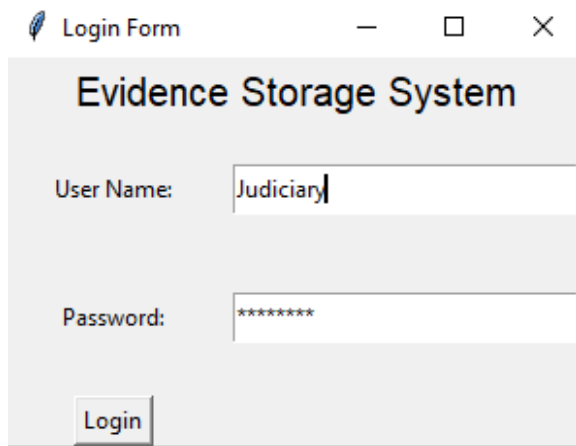 Login Form
Evidence Storage System
User Name: Judiciary
Password: ********
Login